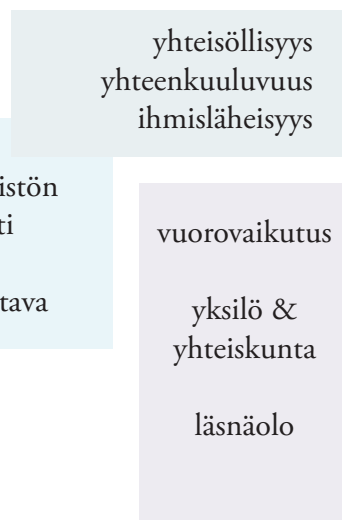 yhteisöllisyys
yhteenkuuluvuus
ihmisläheisyys
vuorovaikutus
yksilö &
yhteiskunta
läsnäolo